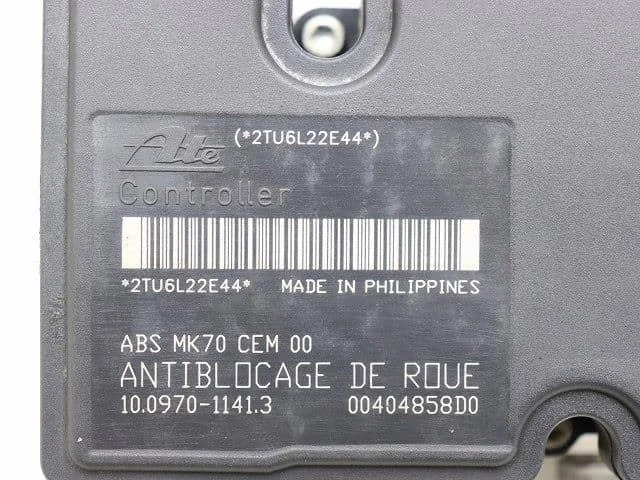 (*2TU6L22E44*)
Ate
Controller
*2TU6L22E44* MADE IN PHILIPPINES
ABS MK70 CEM 00
ANTIBLOCAGE DE ROUE
10.0970-1141.3 00404858D0